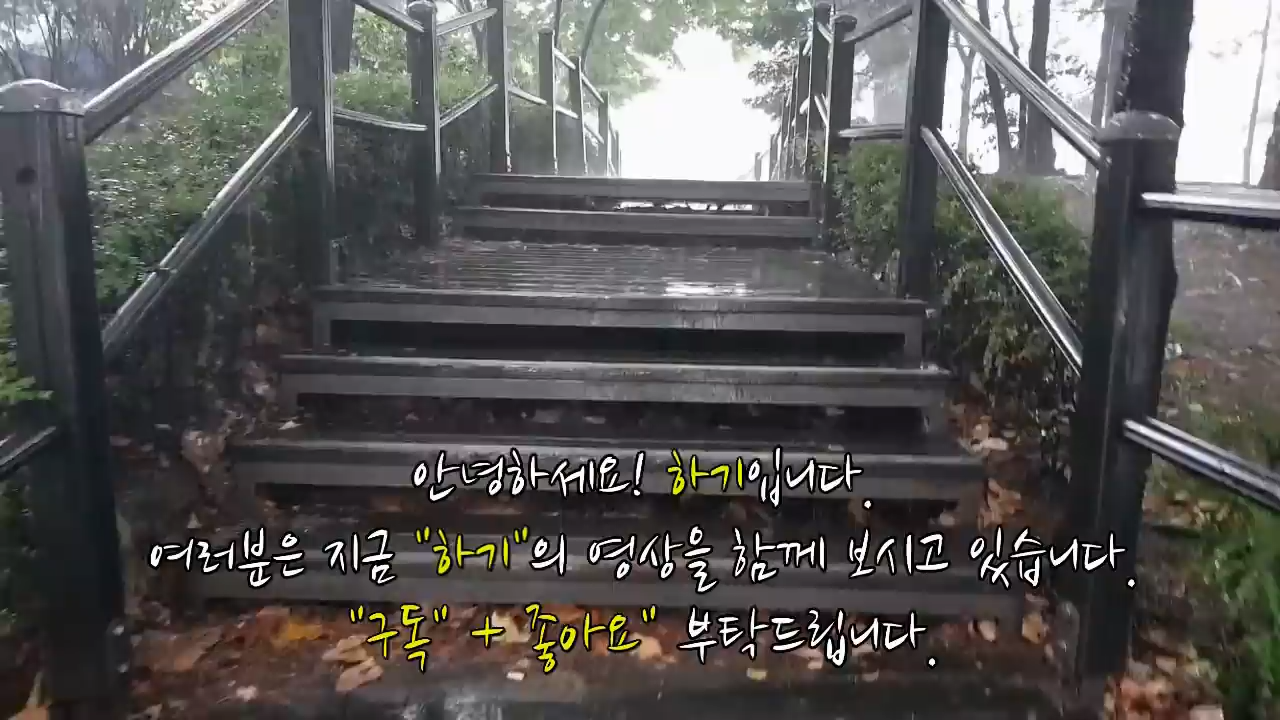 안녕하세요! 하기입니다.
여러분은 지금 "하기"의 영상을 함께 보시고 있습니다.
"구독" + 좋아요" 부탁드립니다.